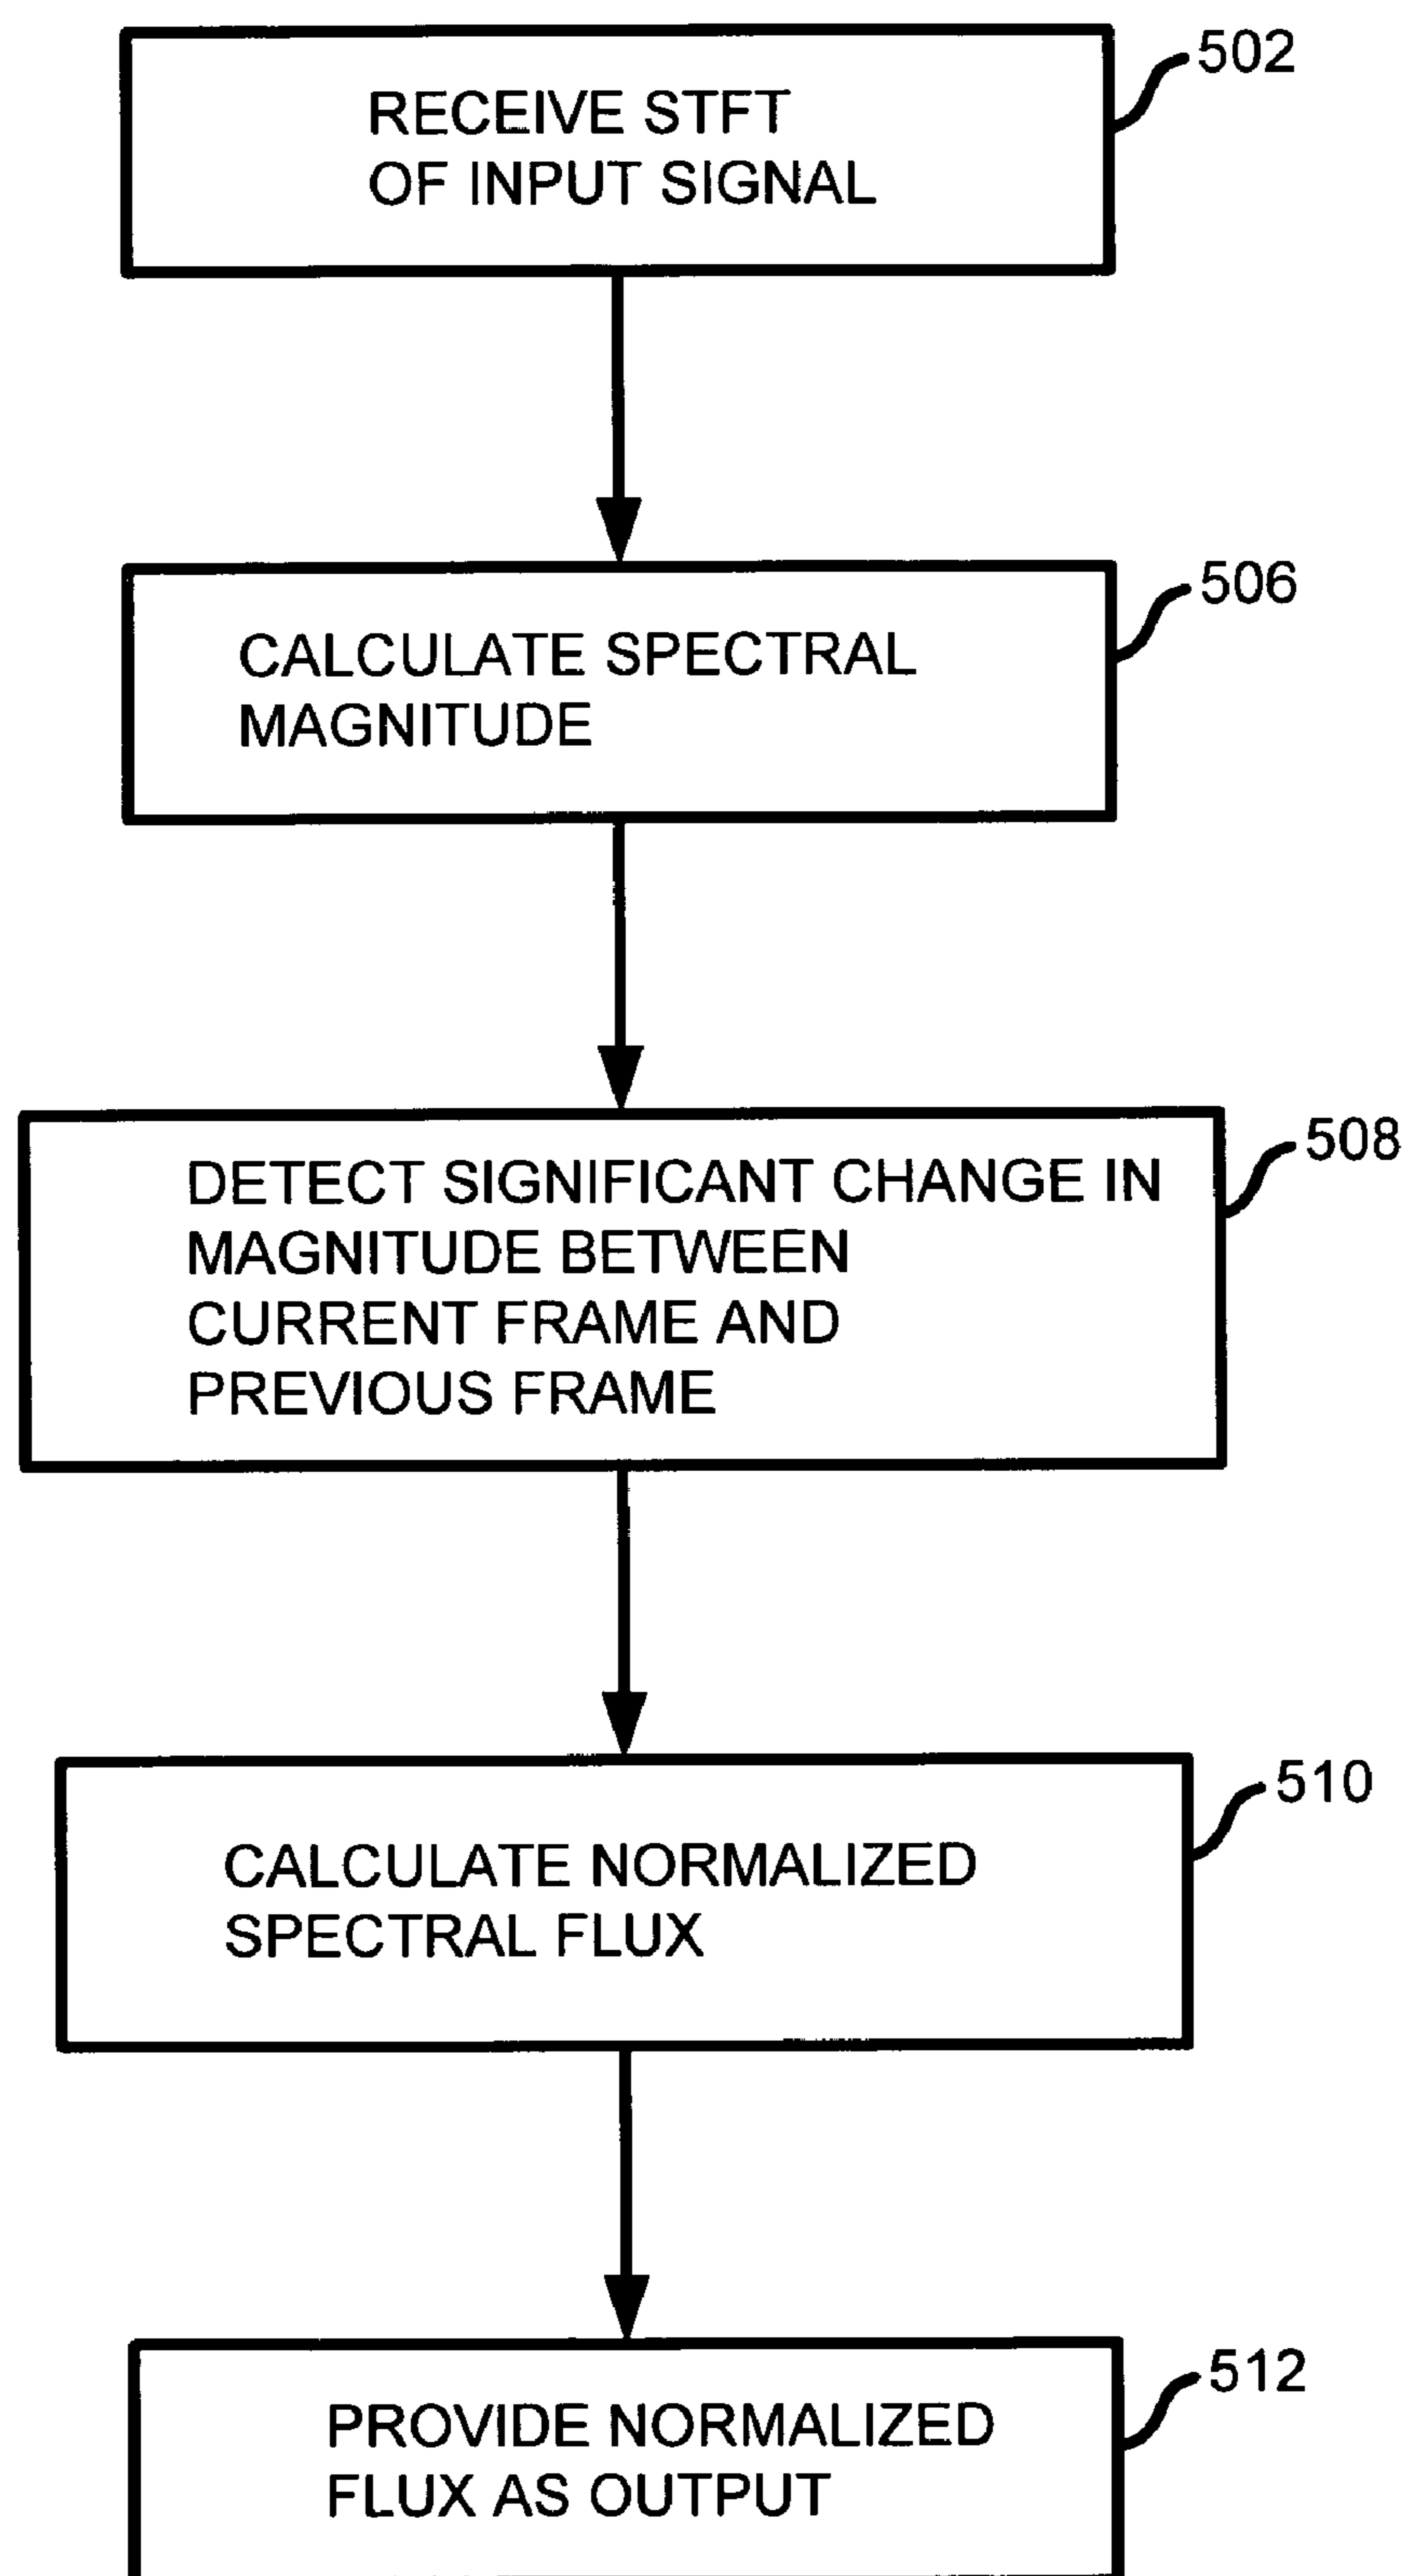 502
RECEIVE STFT
OF INPUT SIGNAL
506
CALCULATE SPECTRAL
MAGNITUDE
508
DETECT SIGNIFICANT CHANGE IN
MAGNITUDE BETWEEN
CURRENT FRAME AND
PREVIOUS FRAME
510
CALCULATE NORMALIZED
SPECTRAL FLUX
512
PROVIDE NORMALIZED
FLUX AS OUTPUT